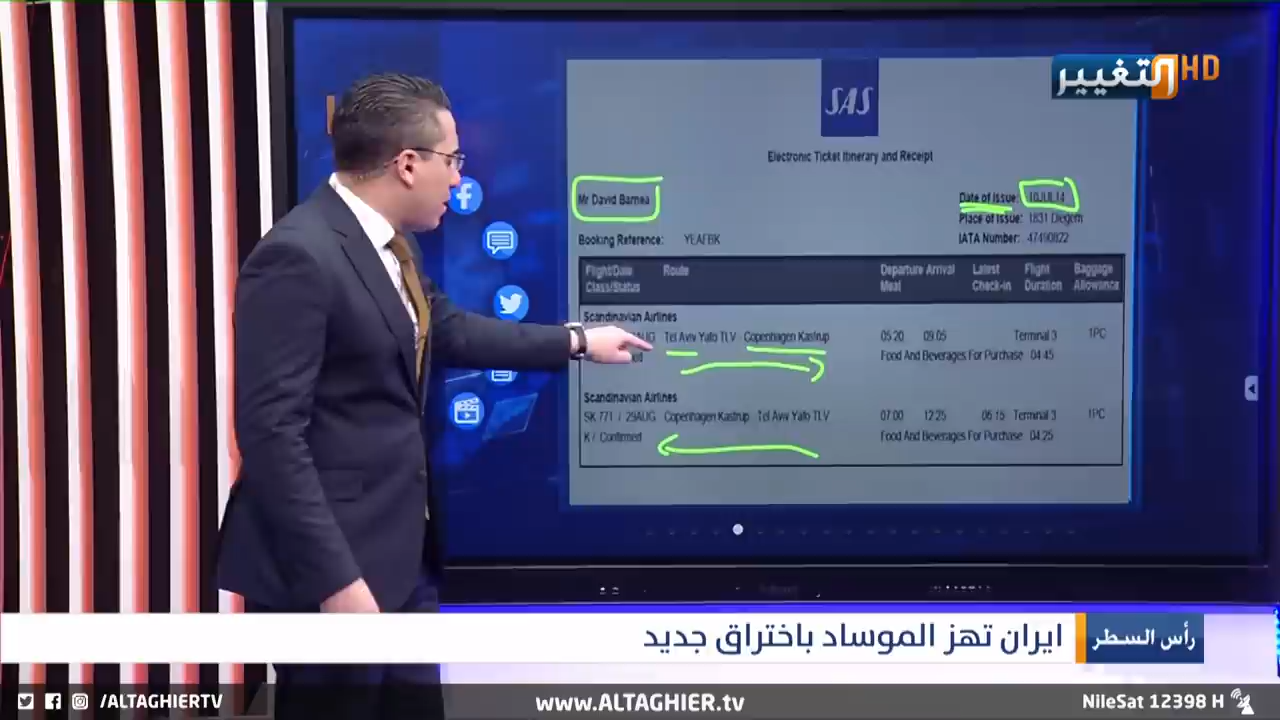 التغيير HD
SAS
Electronic Ticket Itinerary and Receipt
Mr David Barnea
Date of Issue: 10JUL14
Place of Issue: 1831 Diegem
Booking Reference: YEAFBK
IATA Number: 47490822
Flight/Date Route Departure Arrival Latest Flight Baggage
Class/Status Meal Check-in Duration Allowance
Scandinavian Airlines
AUG Tel Aviv Yafo TLV Copenhagen Kastrup 05:20 09:05 Terminal 3 1PC
Food And Beverages For Purchase 04:45
Scandinavian Airlines
SK 771 / 29AUG Copenhagen Kastrup Tel Aviv Yafo TLV 07:00 12:25 06:15 Terminal 3 1PC
K / Confirmed Food And Beverages For Purchase 04:25
رأس السطر
ايران تهز الموساد باختراق جديد
/ALTAGHIERTV
www.ALTAGHIER.tv
NileSat 12398 H